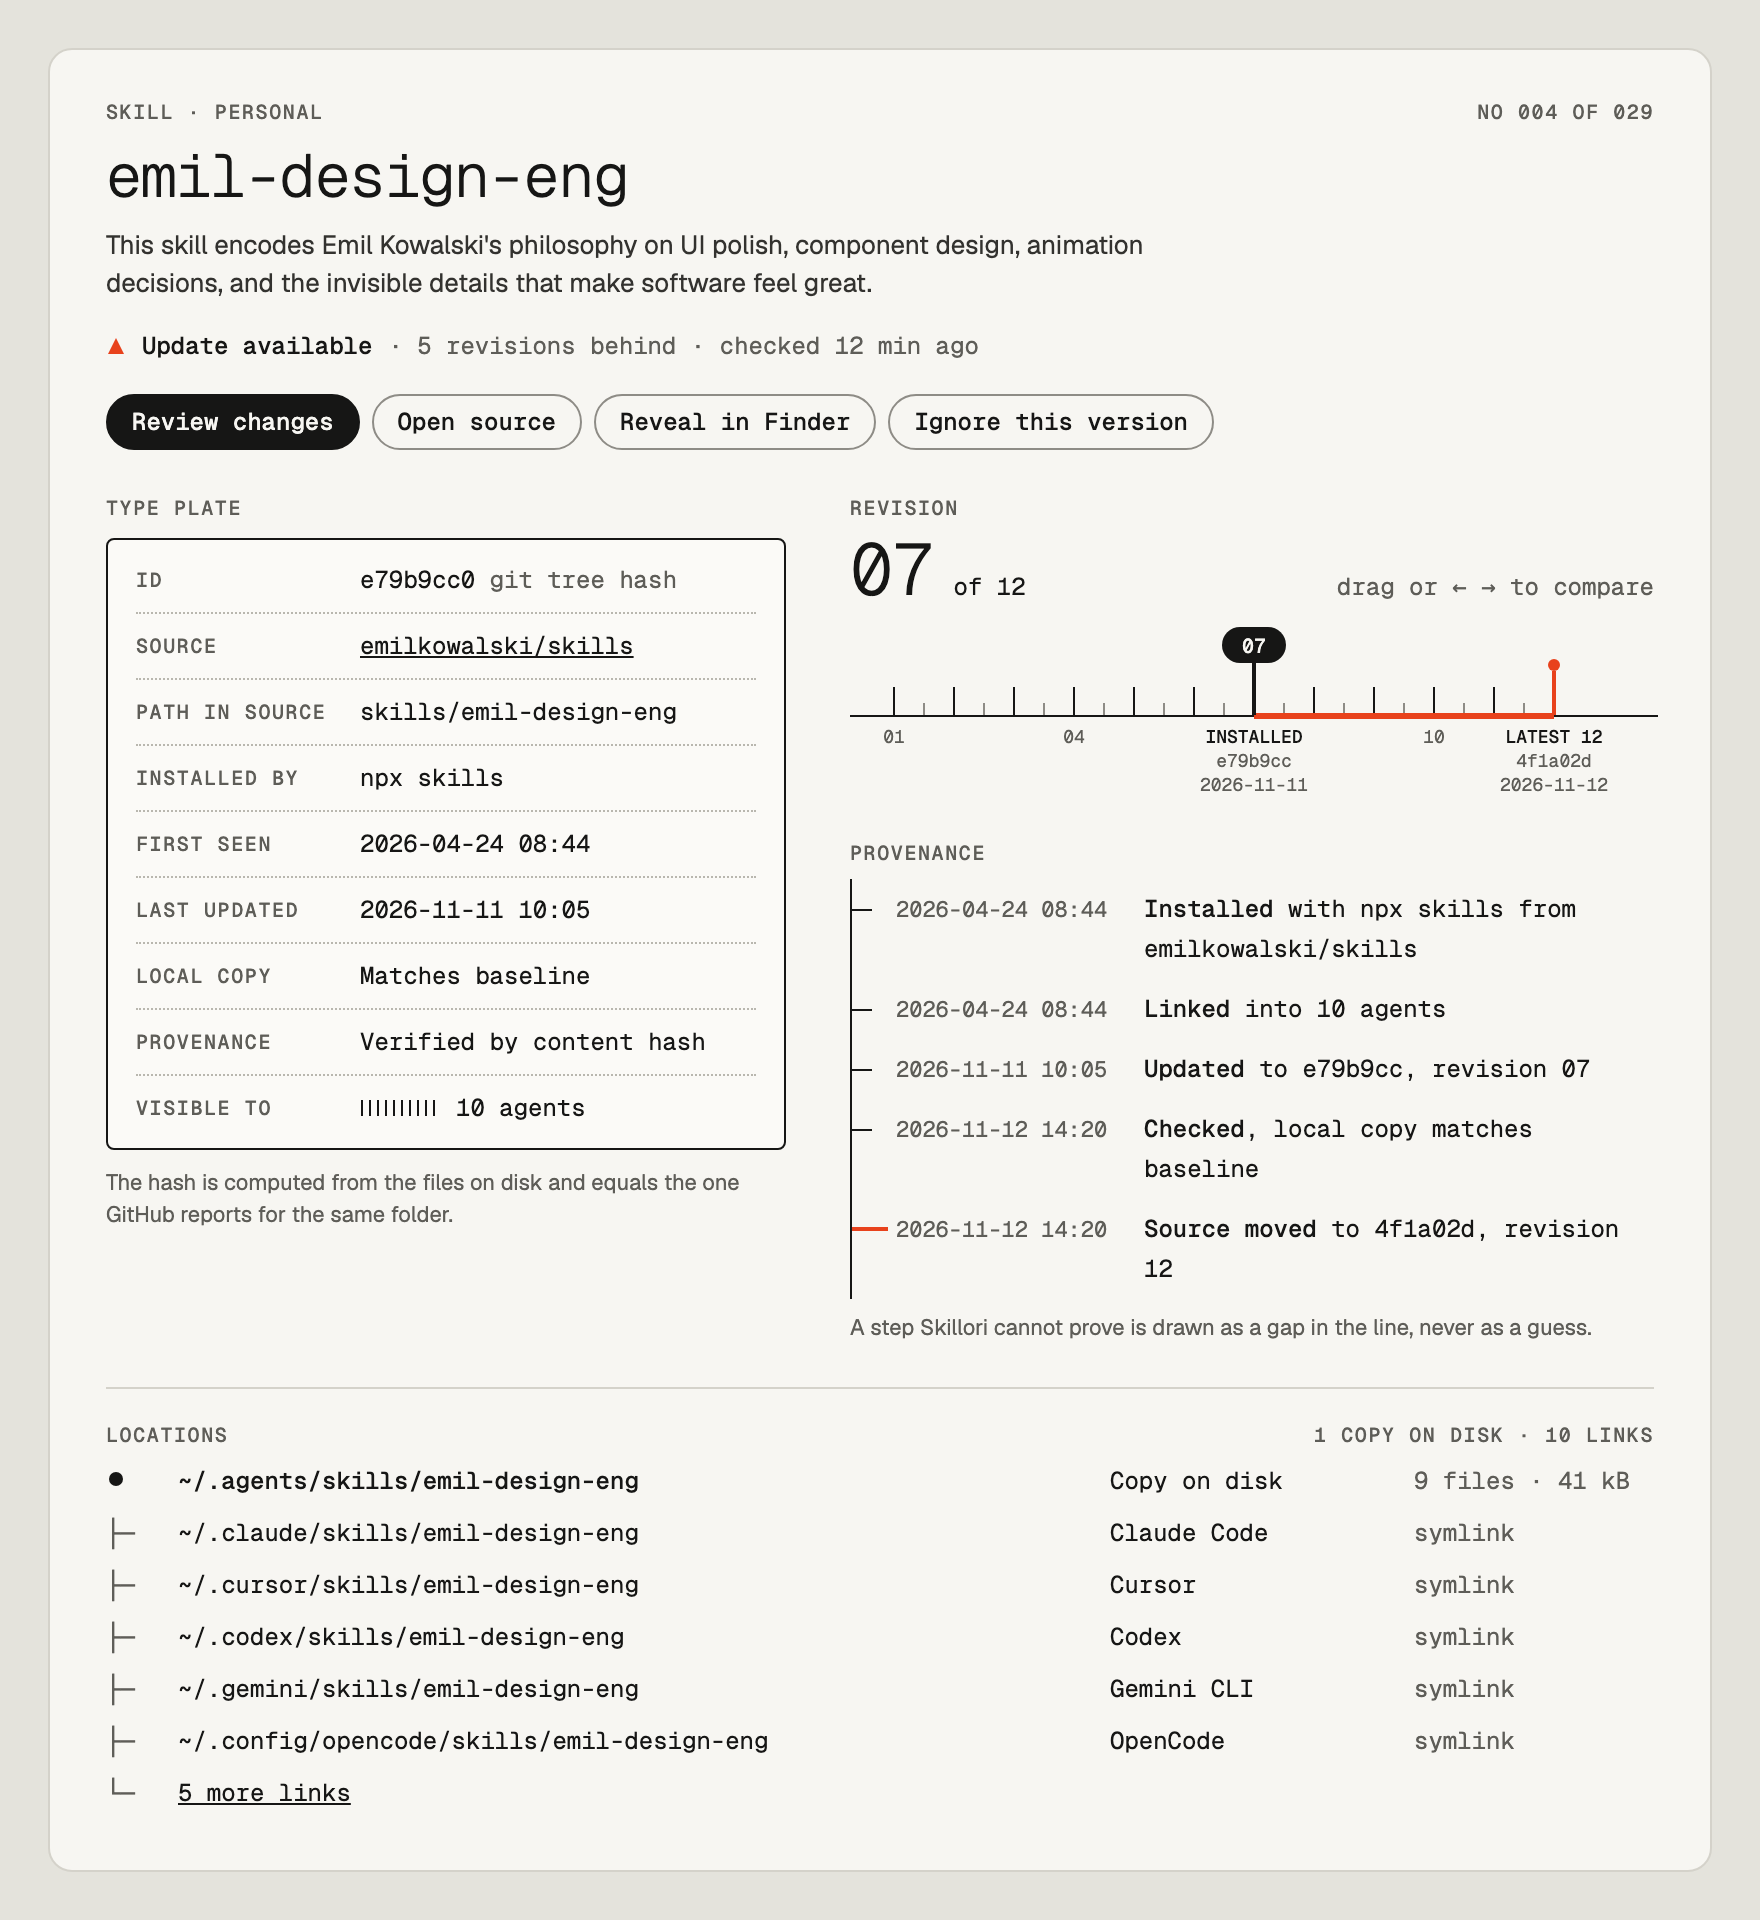 SKILL · PERSONAL
NO 004 OF 029
emil-design-eng
This skill encodes Emil Kowalski's philosophy on UI polish, component design, animation
decisions, and the invisible details that make software feel great.
▲ Update available · 5 revisions behind · checked 12 min ago
Review changes
Open source
Reveal in Finder
Ignore this version
TYPE PLATE
ID e79b9cc0 git tree hash
SOURCE emilkowalski/skills
PATH IN SOURCE skills/emil-design-eng
INSTALLED BY npx skills
FIRST SEEN 2026-04-24 08:44
LAST UPDATED 2026-11-11 10:05
LOCAL COPY Matches baseline
PROVENANCE Verified by content hash
VISIBLE TO 10 agents
The hash is computed from the files on disk and equals the one
GitHub reports for the same folder.
REVISION
07 of 12
drag or ← → to compare
07
01 04 INSTALLED 10 LATEST 12
e79b9cc 4f1a02d
2026-11-11 2026-11-12
PROVENANCE
2026-04-24 08:44 Installed with npx skills from
emilkowalski/skills
2026-04-24 08:44 Linked into 10 agents
2026-11-11 10:05 Updated to e79b9cc, revision 07
2026-11-12 14:20 Checked, local copy matches
baseline
2026-11-12 14:20 Source moved to 4f1a02d, revision
12
A step Skillori cannot prove is drawn as a gap in the line, never as a guess.
LOCATIONS
1 COPY ON DISK · 10 LINKS
~/.agents/skills/emil-design-eng Copy on disk 9 files · 41 kB
~/.claude/skills/emil-design-eng Claude Code symlink
~/.cursor/skills/emil-design-eng Cursor symlink
~/.codex/skills/emil-design-eng Codex symlink
~/.gemini/skills/emil-design-eng Gemini CLI symlink
~/.config/opencode/skills/emil-design-eng OpenCode symlink
5 more links